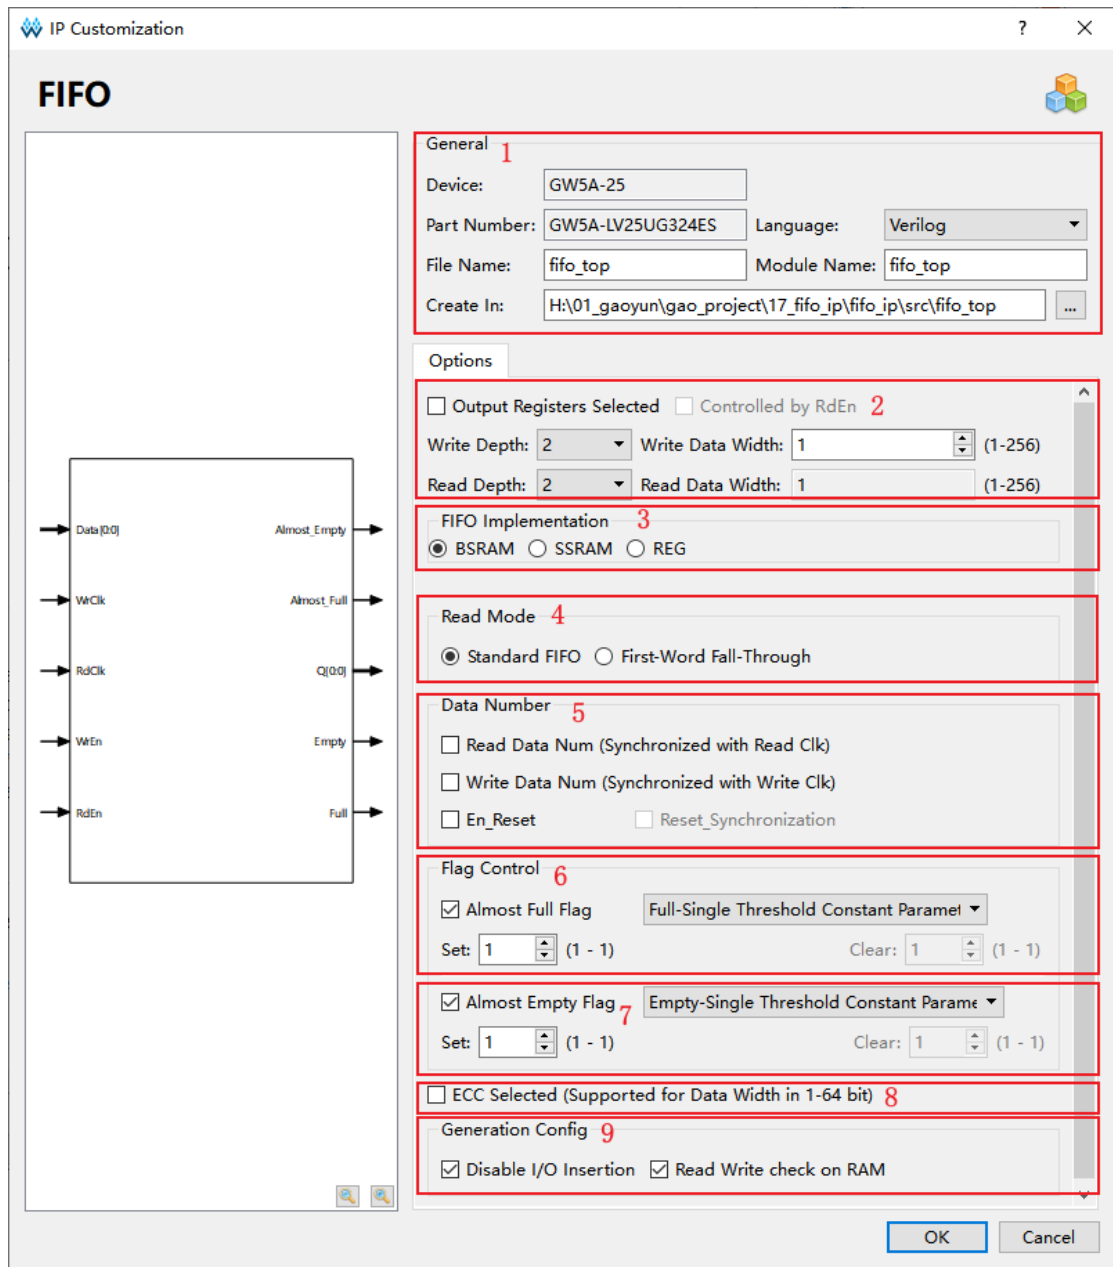 IP Customization ?
FIFO
General 1
Device: GW5A-25
Part Number: GW5A-LV25UG324ES Language: Verilog
File Name: fifo_top Module Name: fifo_top
Create In: H:\01_gaoyun\gao_project\17_fifo_ip\fifo_ip\src\fifo_top ...
Options
Output Registers Selected Controlled by RdEn 2
Write Depth: 2 Write Data Width: 1 (1-256)
Read Depth: 2 Read Data Width: 1 (1-256)
FIFO Implementation 3
BSRAM SSRAM REG
Read Mode 4
Standard FIFO First-Word Fall-Through
Data Number 5
Read Data Num (Synchronized with Read Clk)
Write Data Num (Synchronized with Write Clk)
En_Reset Reset_Synchronization
Flag Control 6
Almost Full Flag Full-Single Threshold Constant Paramet
Set: 1 (1 - 1) Clear: 1 (1 - 1)
Almost Empty Flag 7 Empty-Single Threshold Constant Parame
Set: 1 (1 - 1) Clear: 1 (1 - 1)
ECC Selected (Supported for Data Width in 1-64 bit) 8
Generation Config 9
Disable I/O Insertion Read Write check on RAM
Data[0:0] Almost_Empty
WrClk Almost_Full
RdClk Q[0:0]
WrEn Empty
RdEn Full
OK Cancel